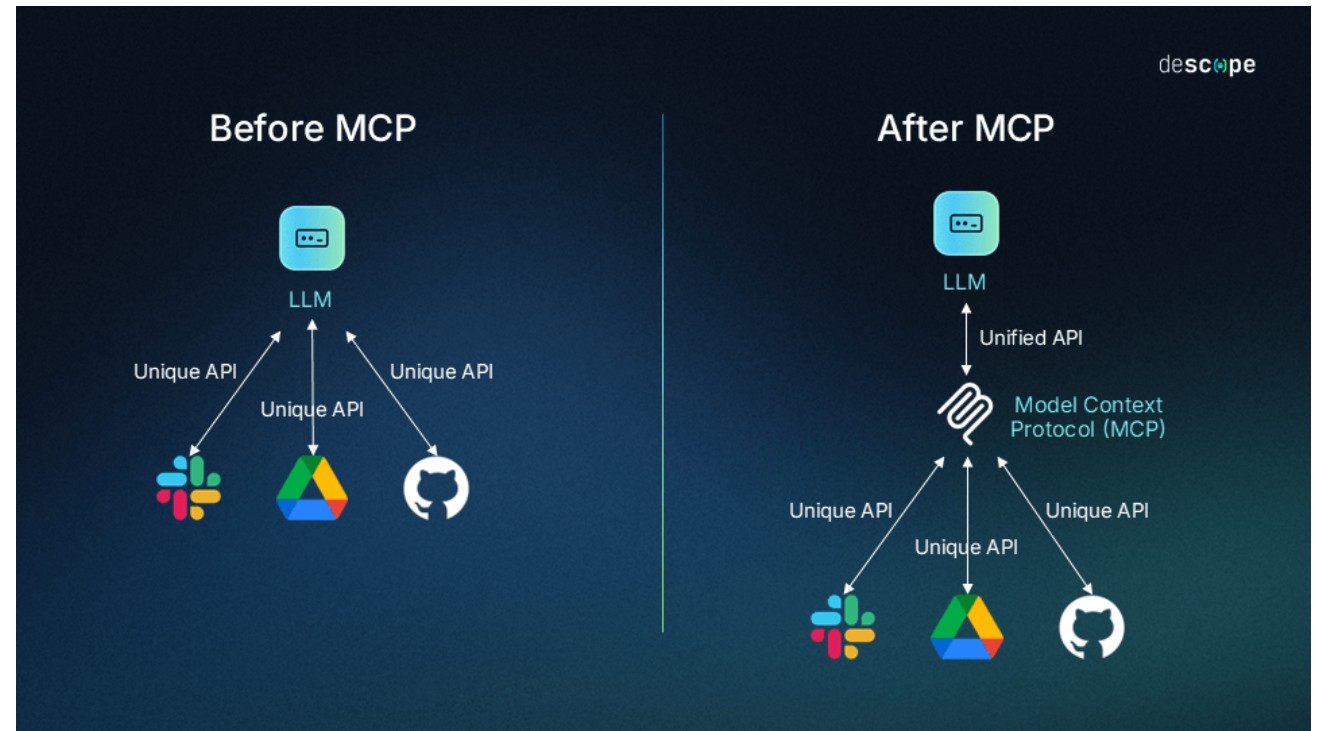 descope
Before MCP
LLM
Unique API
Unique API
Unique API
After MCP
LLM
Unified API
Model Context
Protocol (MCP)
Unique API
Unique API
Unique API